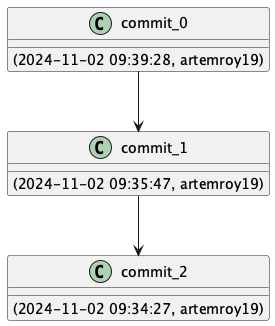 C commit_0
(2024-11-02 09:39:28, artemroy19)
C commit_1
(2024-11-02 09:35:47, artemroy19)
C commit_2
(2024-11-02 09:34:27, artemroy19)